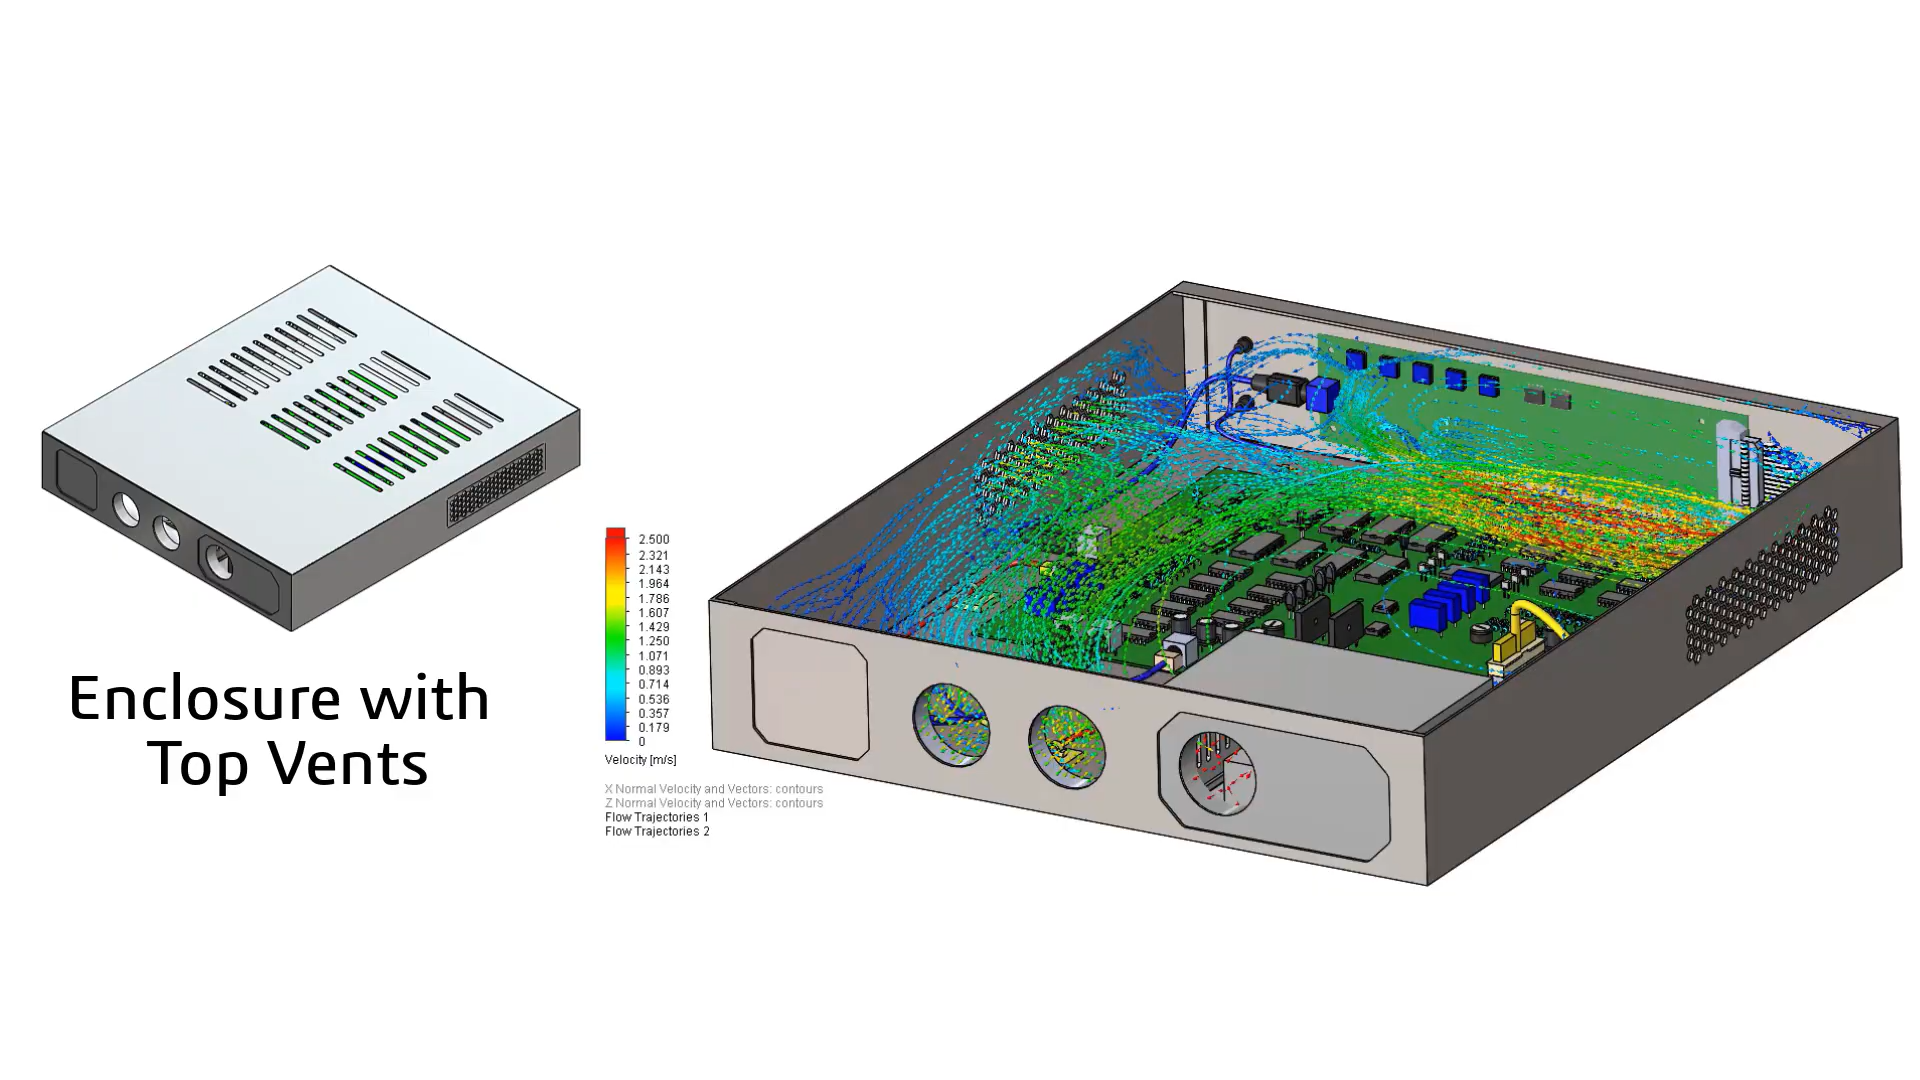 Enclosure with
Top Vents
2.500
2.321
2.143
1.964
1.786
1.607
1.429
1.250
1.071
0.893
0.714
0.536
0.357
0.179
0
Velocity [m/s]
X Normal Velocity and Vectors: contours
Z Normal Velocity and Vectors: contours
Flow Trajectories 1
Flow Trajectories 2